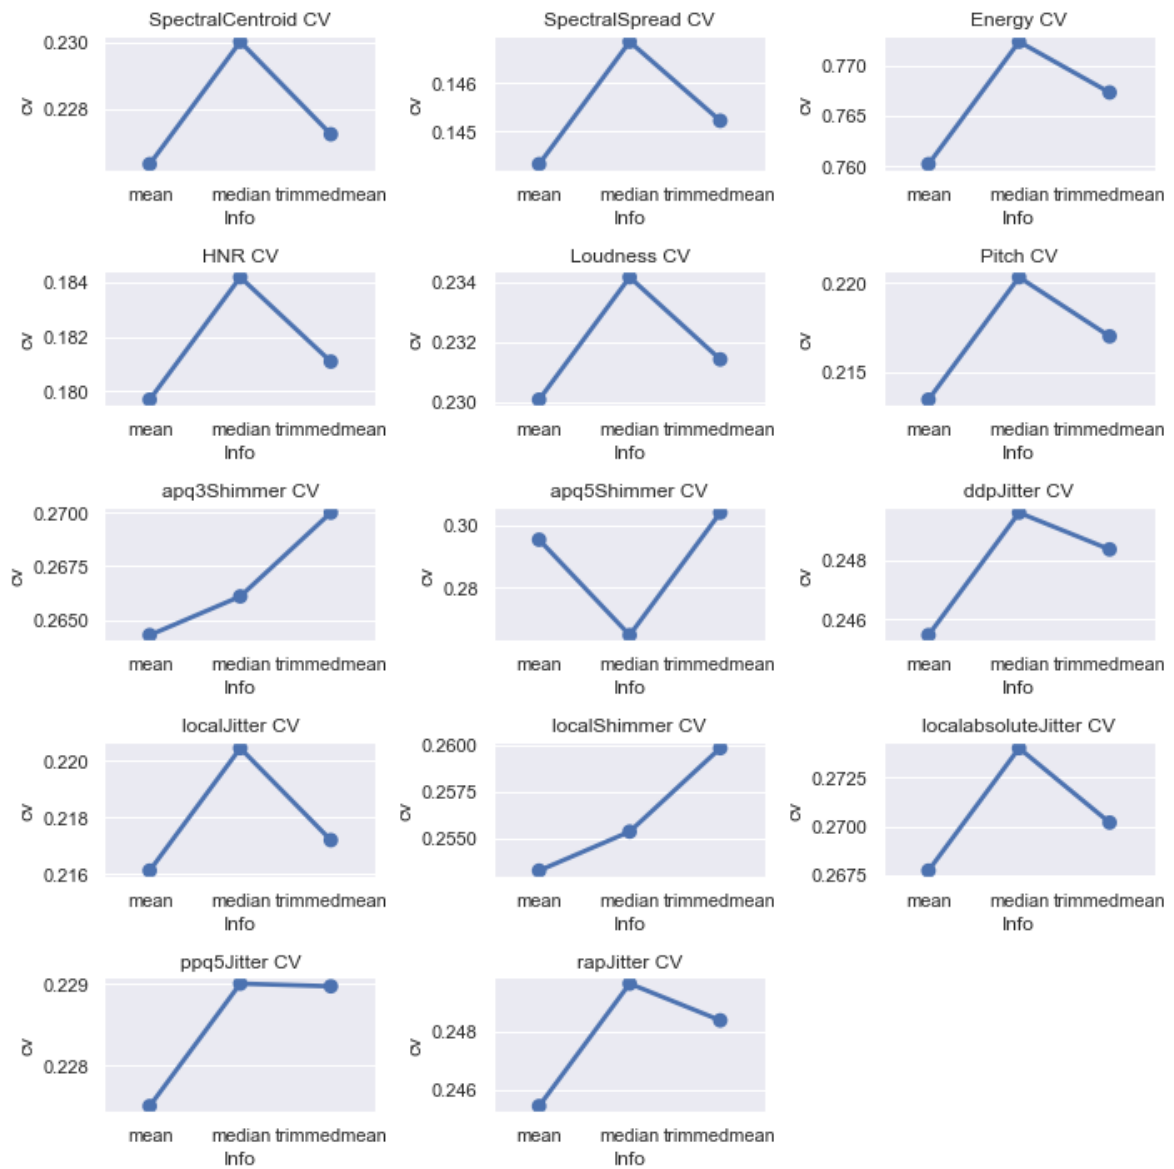 SpectralCentroid CV
0.230
0.228
cv
mean median trimmedmean
Info
SpectralSpread CV
0.146
0.145
cv
mean median trimmedmean
Info
Energy CV
0.770
0.765
0.760
cv
mean median trimmedmean
Info
HNR CV
0.184
0.182
0.180
cv
mean median trimmedmean
Info
Loudness CV
0.234
0.232
0.230
cv
mean median trimmedmean
Info
Pitch CV
0.220
0.215
cv
mean median trimmedmean
Info
apq3Shimmer CV
0.2700
0.2675
0.2650
cv
mean median trimmedmean
Info
apq5Shimmer CV
0.30
0.28
cv
mean median trimmedmean
Info
ddpJitter CV
0.248
0.246
cv
mean median trimmedmean
Info
localJitter CV
0.220
0.218
0.216
cv
mean median trimmedmean
Info
localShimmer CV
0.2600
0.2575
0.2550
cv
mean median trimmedmean
Info
localabsoluteJitter CV
0.2725
0.2700
0.2675
cv
mean median trimmedmean
Info
ppq5Jitter CV
0.229
0.228
cv
mean median trimmedmean
Info
rapJitter CV
0.248
0.246
cv
mean median trimmedmean
Info